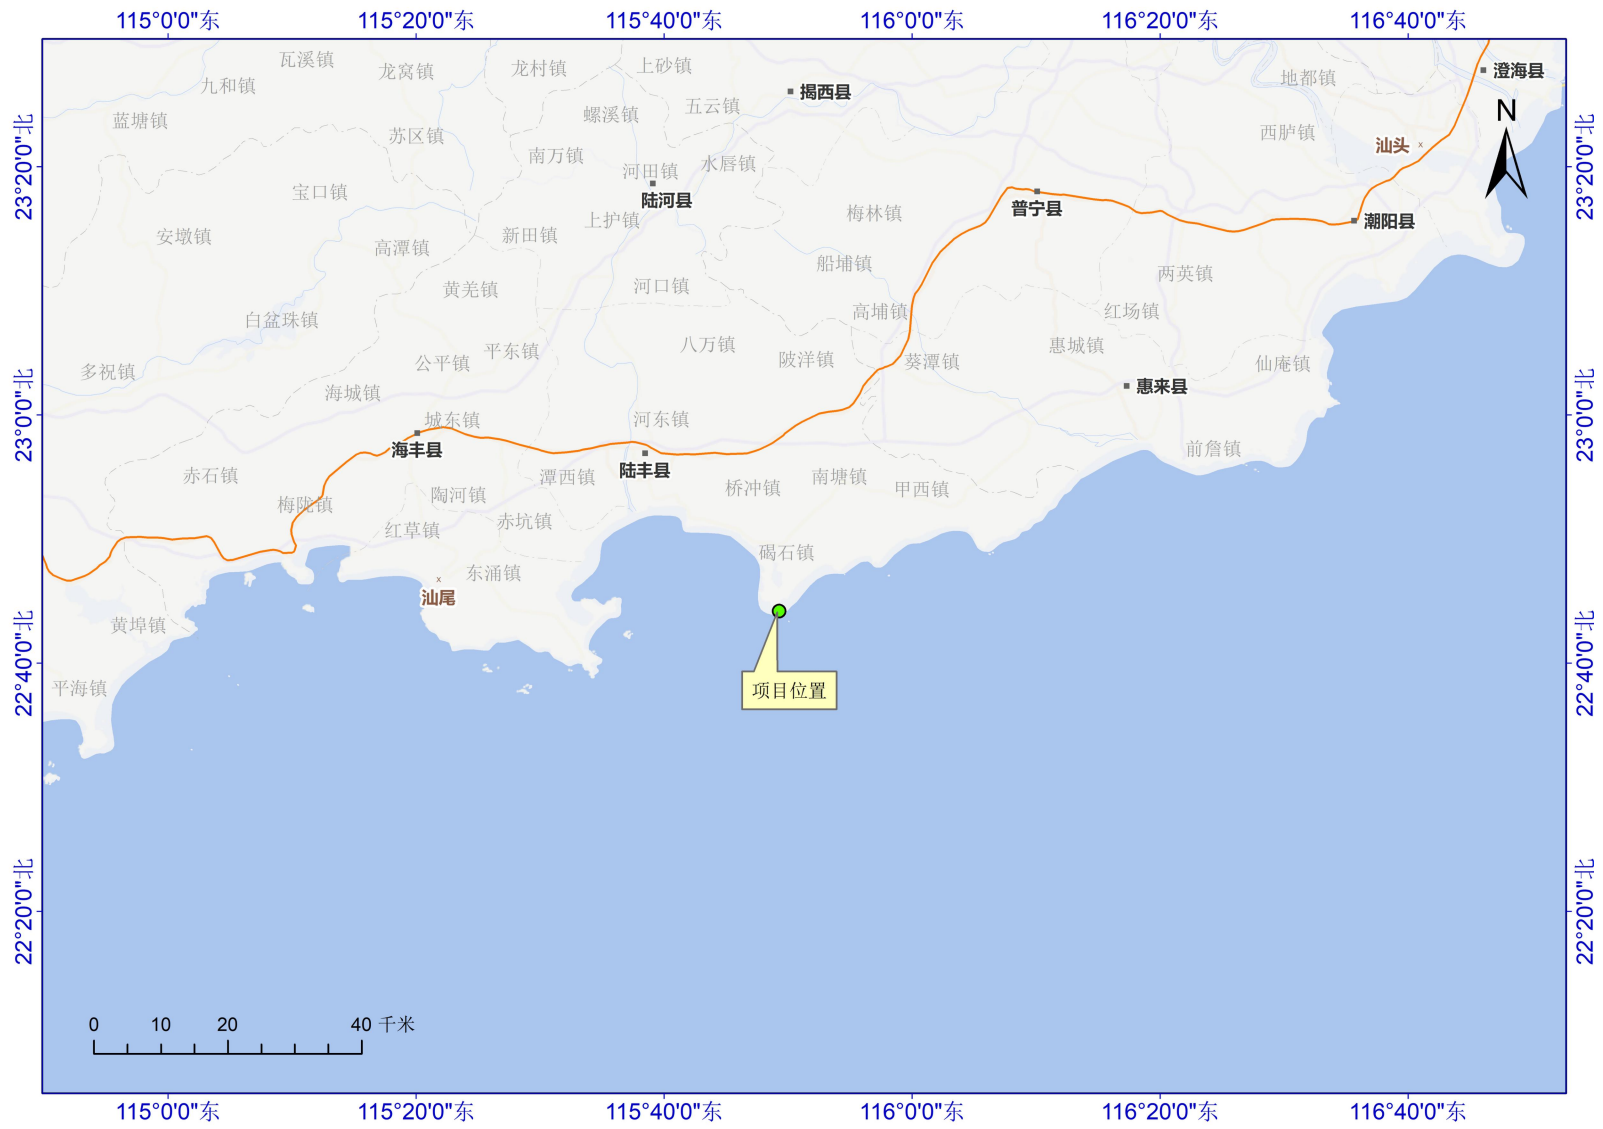 115°0'0"东
115°20'0"东
115°40'0"东
116°0'0"东
116°20'0"东
116°40'0"东
瓦溪镇
龙窝镇
龙村镇
上砂镇
九和镇
地都镇
澄海县
揭西县
五云镇
N
蓝塘镇
螺溪镇
苏区镇
西胪镇
汕头
南万镇
水唇镇
河田镇
23°20'0"北
23°20'0"北
宝口镇
陆河县
普宁县
梅林镇
上护镇
潮阳县
安墩镇
新田镇
高潭镇
船埔镇
两英镇
黄羌镇
河口镇
高埔镇
红场镇
白盆珠镇
八万镇
惠城镇
平东镇
陂洋镇
葵潭镇
公平镇
仙庵镇
多祝镇
惠来县
海城镇
23°0'0"北
23°0'0"北
城东镇
河东镇
海丰县
前詹镇
陆丰县
赤石镇
潭西镇
南塘镇
桥冲镇
甲西镇
陶河镇
梅陇镇
赤坑镇
红草镇
碣石镇
东涌镇
汕尾
黄埠镇
22°40'0"北
22°40'0"北
平海镇
项目位置
22°20'0"北
22°20'0"北
0 10 20 40 千米
115°0'0"东
115°20'0"东
115°40'0"东
116°0'0"东
116°20'0"东
116°40'0"东